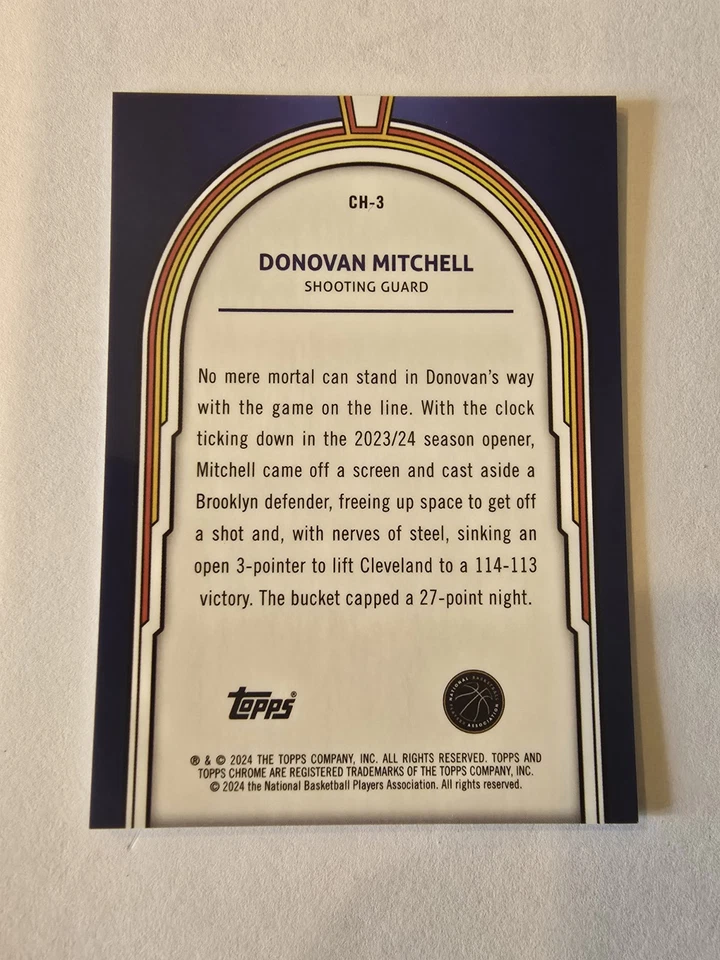 CH-3
DONOVAN MITCHELL
SHOOTING GUARD
No mere mortal can stand in Donovan's way
with the game on the line. With the clock
ticking down in the 2023/24 season opener,
Mitchell came off a screen and cast aside a
Brooklyn defender, freeing up space to get off
a shot and, with nerves of steel, sinking an
open 3-pointer to lift Cleveland to a 114-113
victory. The bucket capped a 27-point night.
topps®
NATIONAL BASKETBALL
PLAYERS ASSOCIATION
® & © 2024 THE TOPPS COMPANY, INC. ALL RIGHTS RESERVED. TOPPS AND
TOPPS CHROME ARE REGISTERED TRADEMARKS OF THE TOPPS COMPANY, INC.
© 2024 the National Basketball Players Association. All rights reserved.